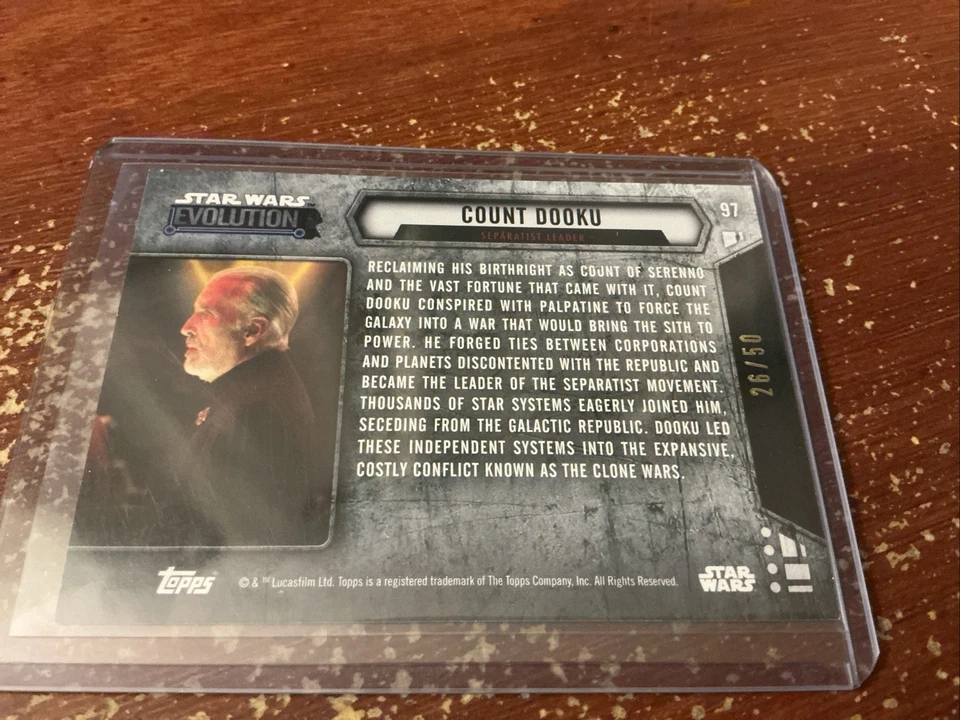 STAR WARS
EVOLUTION
COUNT DOOKU
SEPARATIST LEADER
97
RECLAIMING HIS BIRTHRIGHT AS COUNT OF SERENNO
AND THE VAST FORTUNE THAT CAME WITH IT, COUNT
DOOKU CONSPIRED WITH PALPATINE TO FORCE THE
GALAXY INTO A WAR THAT WOULD BRING THE SITH TO
POWER. HE FORGED TIES BETWEEN CORPORATIONS
AND PLANETS DISCONTENTED WITH THE REPUBLIC AND
BECAME THE LEADER OF THE SEPARATIST MOVEMENT.
THOUSANDS OF STAR SYSTEMS EAGERLY JOINED HIM,
SECEDING FROM THE GALACTIC REPUBLIC. DOOKU LED
THESE INDEPENDENT SYSTEMS INTO THE EXPANSIVE,
COSTLY CONFLICT KNOWN AS THE CLONE WARS.
26/50
Topps
© & ™ Lucasfilm Ltd. Topps is a registered trademark of The Topps Company, Inc. All Rights Reserved.
STAR
WARS